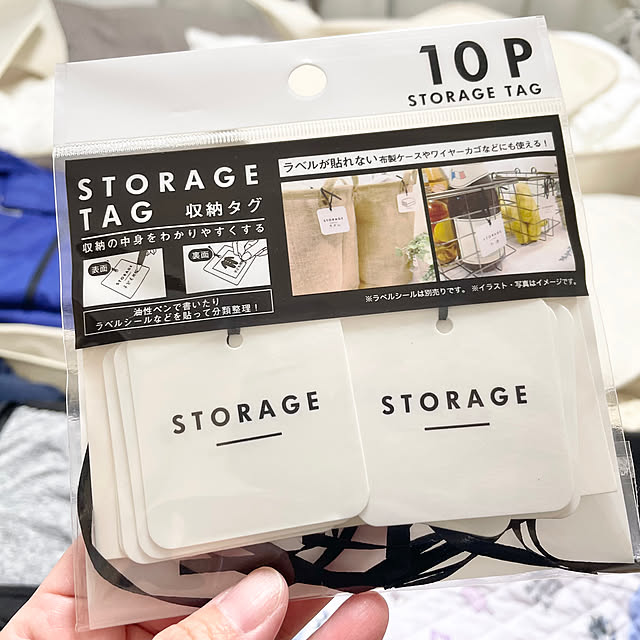 10P
STORAGE TAG
STORAGE
TAG 収納タグ
収納の中身をわかりやすくする
表面
裏面
油性ペンで書いたり
ラベルシールなどを貼って分類整理!
ラベルが貼れない布製ケースやワイヤーカゴなどにも使える!
STORAGE
※ラベルシールは別売りです。 ※イラスト・写真はイメージです。
STORAGE
STORAGE